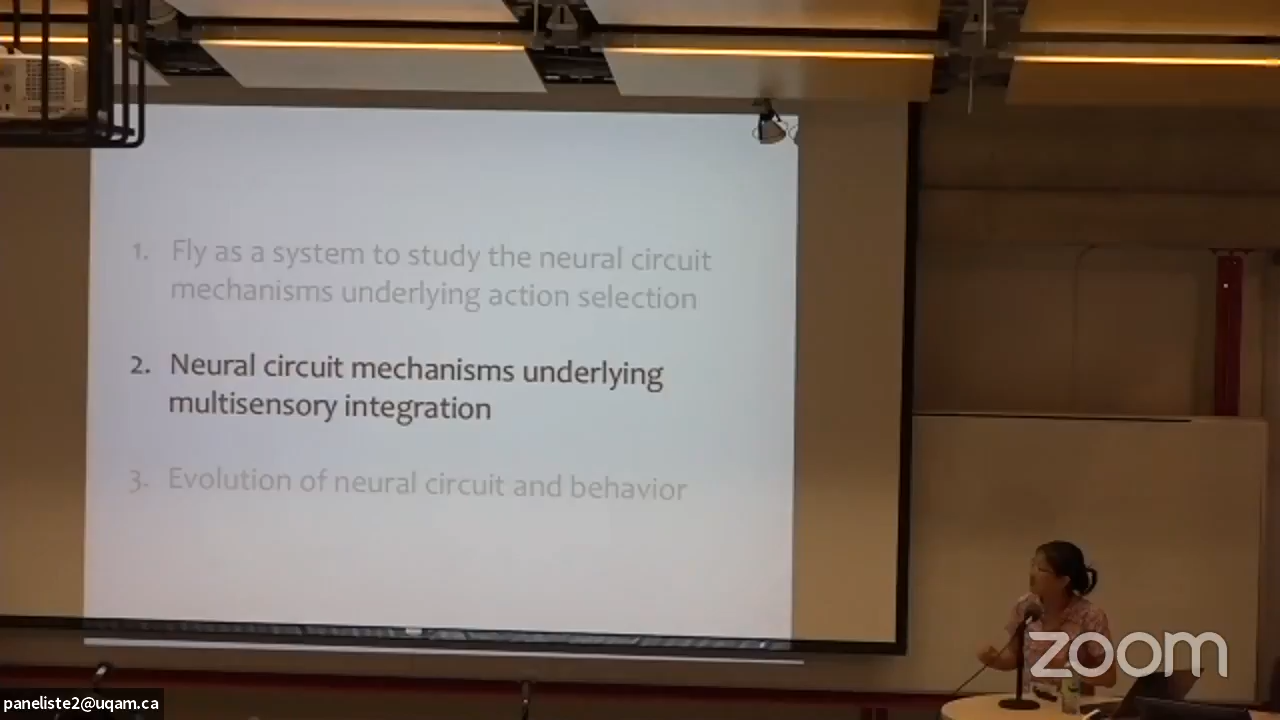 1. Fly as a system to study the neural circuit
mechanisms underlying action selection
2. Neural circuit mechanisms underlying
multisensory integration
3. Evolution of neural circuit and behavior
zoom
paneliste2@uqam.ca